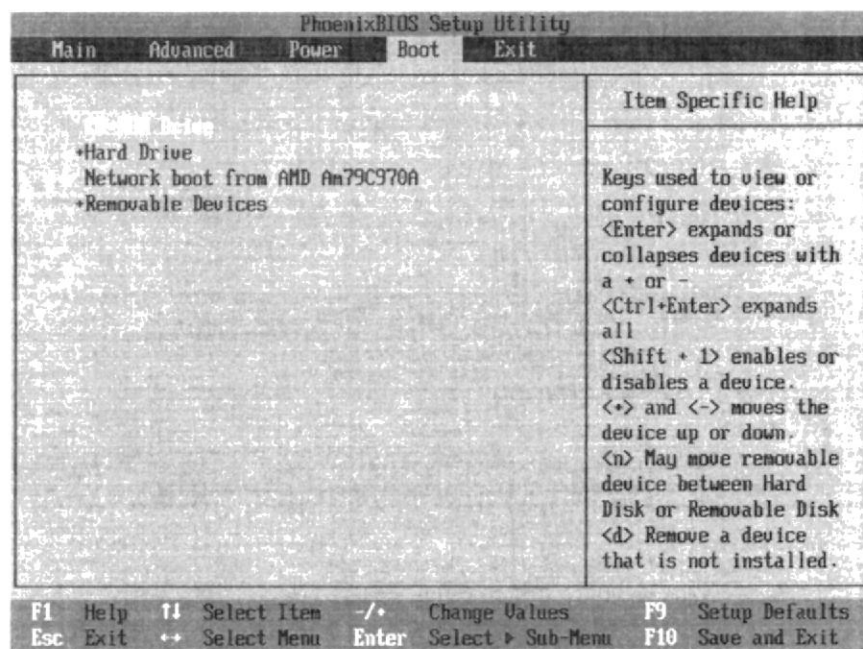 PhoenixBIOS Setup Utility
Main Advanced Power Boot Exit
Drive
+Hard Drive
Network boot from AMD Am79C970A
+Removable Devices
Item Specific Help
Keys used to view or
configure devices:
<Enter> expands or
collapses devices with
a + or -
<Ctrl+Enter> expands
all
<Shift + 1> enables or
disables a device.
<+> and <-> moves the
device up or down.
<n> May move removable
device between Hard
Disk or Removable Disk
<d> Remove a device
that is not installed.
F1 Help ↑↓ Select Item -/+ Change Values F9 Setup Defaults
Esc Exit ↔ Select Menu Enter Select ▶ Sub-Menu F10 Save and Exit